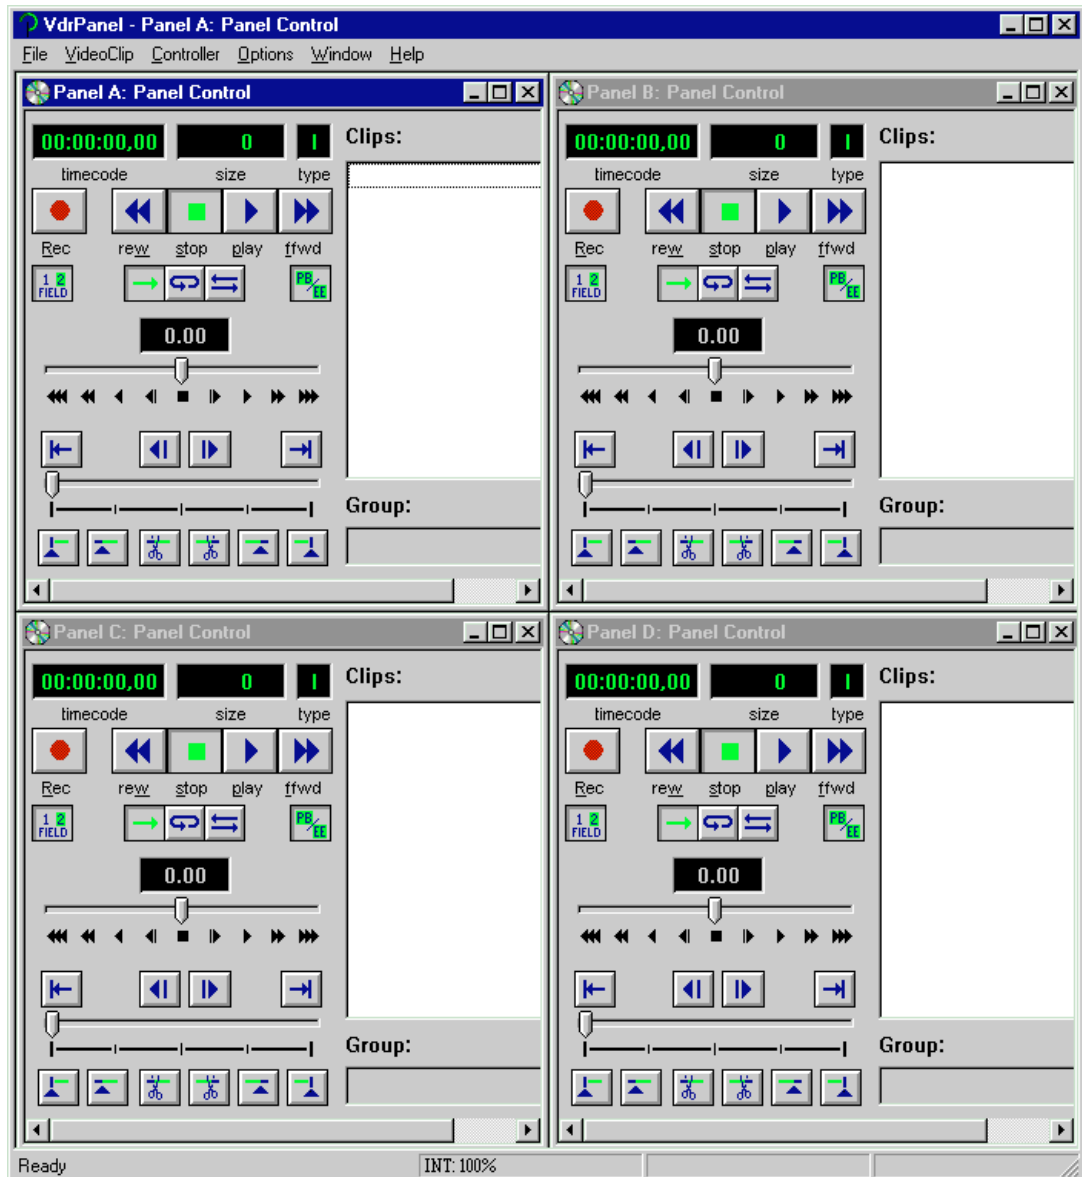 VdrPanel - Panel A: Panel Control
File VideoClip Controller Options Window Help
Panel A: Panel Control
00:00:00,00 0 I Clips:
timecode size type
Rec rew stop play ffwd
1 2 FIELD PB/EE
0.00
Group:
Panel B: Panel Control
00:00:00,00 0 I Clips:
timecode size type
Rec rew stop play ffwd
1 2 FIELD PB/EE
0.00
Group:
Panel C: Panel Control
00:00:00,00 0 I Clips:
timecode size type
Rec rew stop play ffwd
1 2 FIELD PB/EE
0.00
Group:
Panel D: Panel Control
00:00:00,00 0 I Clips:
timecode size type
Rec rew stop play ffwd
1 2 FIELD PB/EE
0.00
Group:
Ready INT: 100%